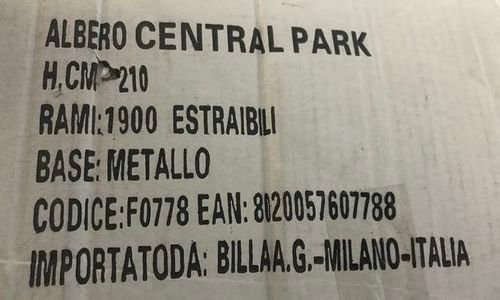 ALBERO CENTRAL PARK
H.CM 210
RAMI:1900 ESTRAIBILI
BASE: METALLO
CODICE:F0778 EAN: 8020057607788
IMPORTATODA: BILLAA.G.-MILANO-ITALIA